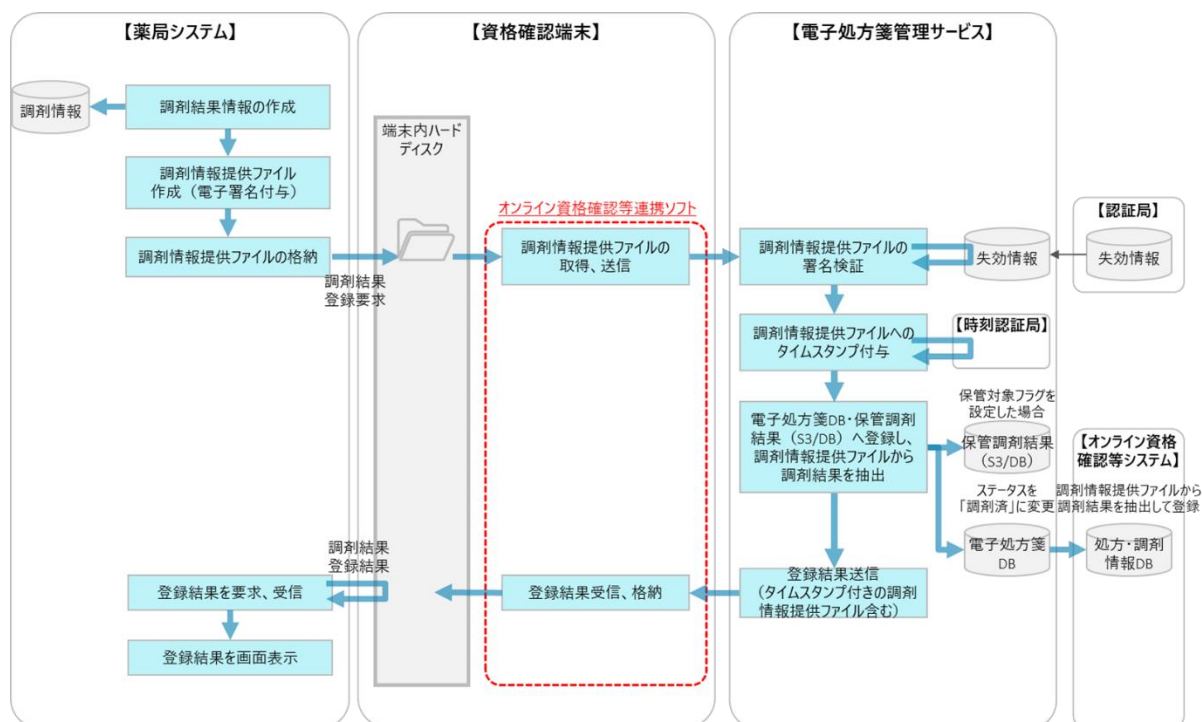 【薬局システム】
調剤情報
調剤結果情報の作成
調剤情報提供ファイル
作成（電子署名付与）
調剤情報提供ファイルの格納
調剤結果
登録要求
調剤結果
登録結果
登録結果を要求、受信
登録結果を画面表示
【資格確認端末】
端末内ハード
ディスク
オンライン資格確認等連携ソフト
調剤情報提供ファイルの
取得、送信
登録結果受信、格納
【電子処方箋管理サービス】
調剤情報提供ファイルの
署名検証
失効情報
調剤情報提供ファイルへの
タイムスタンプ付与
【時刻認証局】
電子処方箋DB・保管調剤
結果（S3/DB）へ登録し、
調剤情報提供ファイルから
調剤結果を抽出
保管対象フラグを
設定した場合
保管調剤結果
（S3/DB）
ステータスを
「調剤済」に変更
電子処方箋
DB
登録結果送信
（タイムスタンプ付きの調剤
情報提供ファイル含む）
【認証局】
失効情報
【オンライン資格
確認等システム】
調剤情報提供ファイルから
調剤結果を抽出して登録
処方・調剤
情報DB